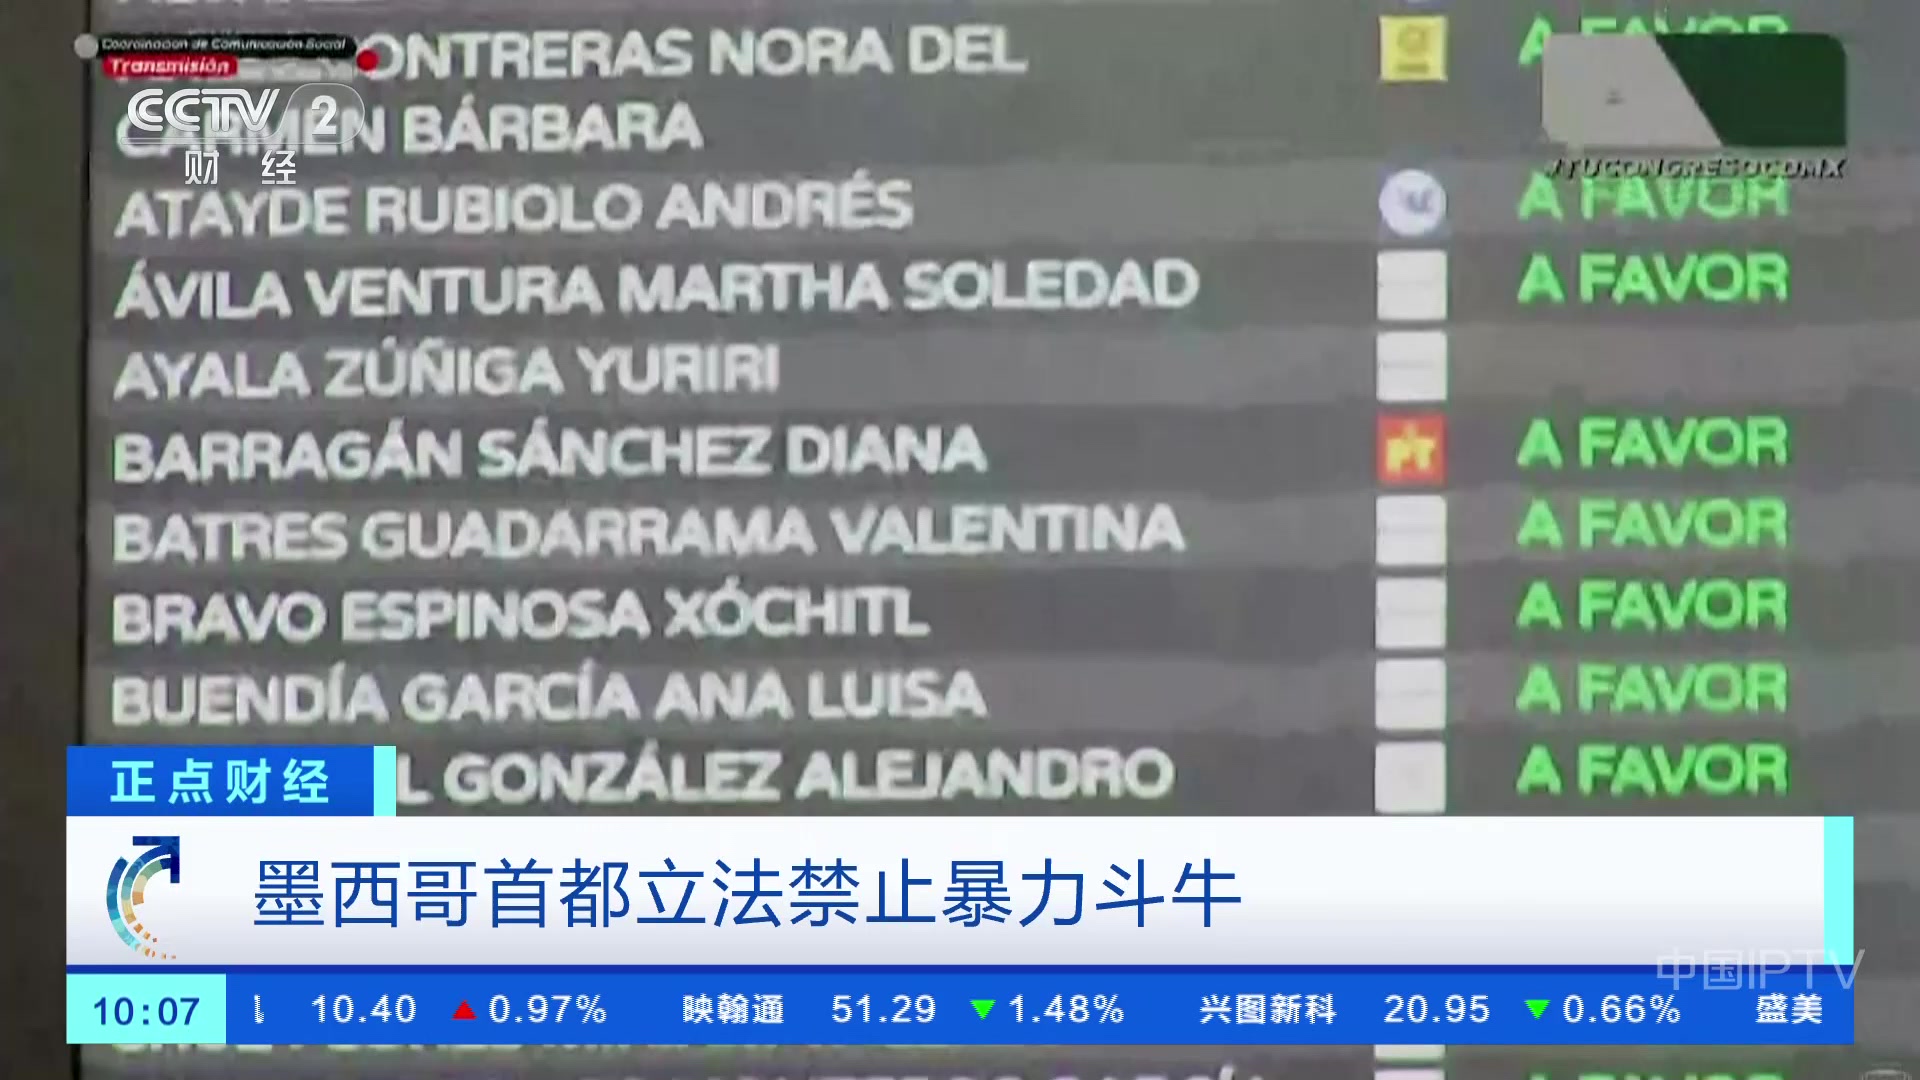 Coordinación de Comunicación Social
Transmisión
ONTRERAS NORA DEL
A FAVOR
CARMEN BÁRBARA
CCTV 2
财 经
#TUCONGRESOCDMX
ATAYDE RUBIOLO ANDRÉS
A FAVOR
ÁVILA VENTURA MARTHA SOLEDAD
A FAVOR
AYALA ZÚÑIGA YURIRI
BARRAGÁN SÁNCHEZ DIANA
PT
A FAVOR
BATRES GUADARRAMA VALENTINA
A FAVOR
BRAVO ESPINOSA XÓCHITL
A FAVOR
BUENDÍA GARCÍA ANA LUISA
A FAVOR
L GONZÁLEZ ALEJANDRO
A FAVOR
正点财经
墨西哥首都立法禁止暴力斗牛
中国IPTV
10:07
10.40 ▲ 0.97% 映翰通 51.29 ▼ 1.48% 兴图新科 20.95 ▼ 0.66% 盛美